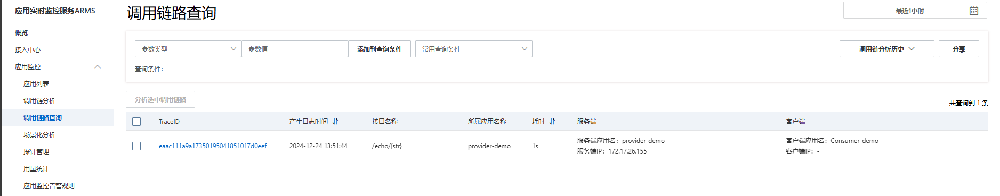 应用实时监控服务ARMS
概览
接入中心
应用监控
应用列表
调用链分析
调用链路查询
场景化分析
探针管理
用量统计
应用监控告警规则
调用链路查询
最近1小时
参数类型 参数值 添加到查询条件 常用查询条件 调用链分析历史 分享
查询条件：
分析选中调用链路
共查询到 1 条
TraceID 产生日志时间 接口名称 所属应用名称 耗时 服务端 客户端
eaac111a9a17350195041851017d0eef 2024-12-24 13:51:44 /echo/{str} provider-demo 1s
服务端应用名：provider-demo
服务端IP：172.17.26.155
客户端应用名：Consumer-demo
客户端IP：-